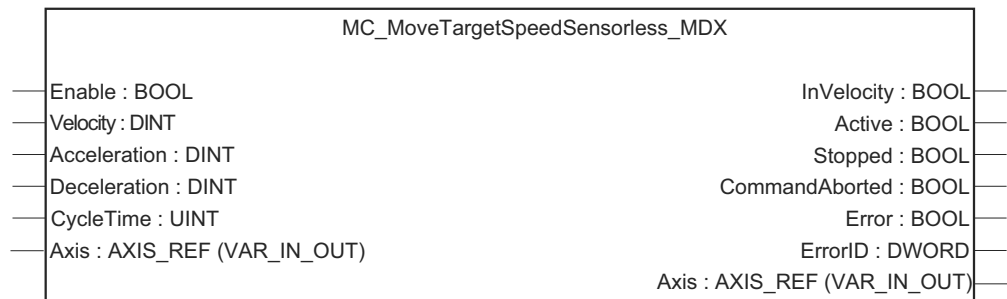 MC_MoveTargetSpeedSensorless_MDX
Enable : BOOL
InVelocity : BOOL
Velocity : DINT
Active : BOOL
Acceleration : DINT
Stopped : BOOL
Deceleration : DINT
CommandAborted : BOOL
CycleTime : UINT
Error : BOOL
Axis : AXIS_REF (VAR_IN_OUT)
ErrorID : DWORD
Axis : AXIS_REF (VAR_IN_OUT)